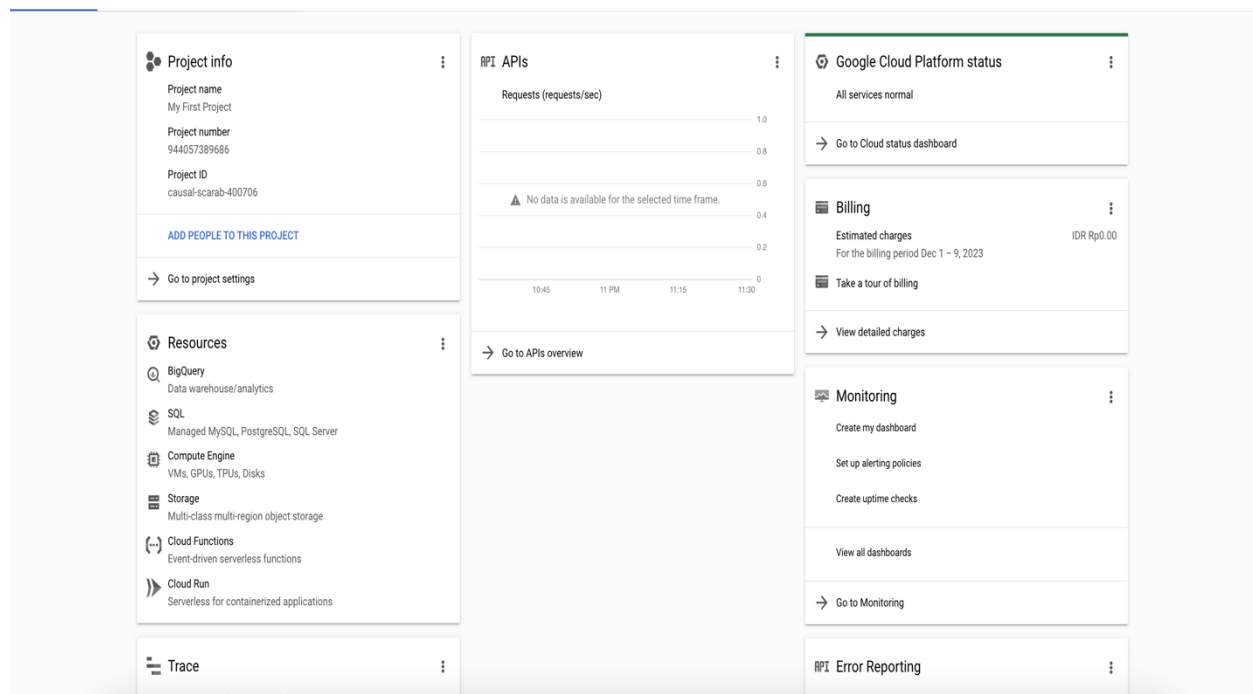 Project info
Project name
My First Project
Project number
944057389686
Project ID
causal-scarab-400706
ADD PEOPLE TO THIS PROJECT
Go to project settings
Resources
BigQuery
Data warehouse/analytics
SQL
Managed MySQL, PostgreSQL, SQL Server
Compute Engine
VMs, GPUs, TPUs, Disks
Storage
Multi-class multi-region object storage
Cloud Functions
Event-driven serverless functions
Cloud Run
Serverless for containerized applications
Trace
API APIs
Requests (requests/sec)
1.0
0.8
0.6
No data is available for the selected time frame.
0.4
0.2
0
10:45 11 PM 11:15 11:30
Go to APIs overview
Google Cloud Platform status
All services normal
Go to Cloud status dashboard
Billing
Estimated charges IDR Rp0.00
For the billing period Dec 1 – 9, 2023
Take a tour of billing
View detailed charges
Monitoring
Create my dashboard
Set up alerting policies
Create uptime checks
View all dashboards
Go to Monitoring
API Error Reporting